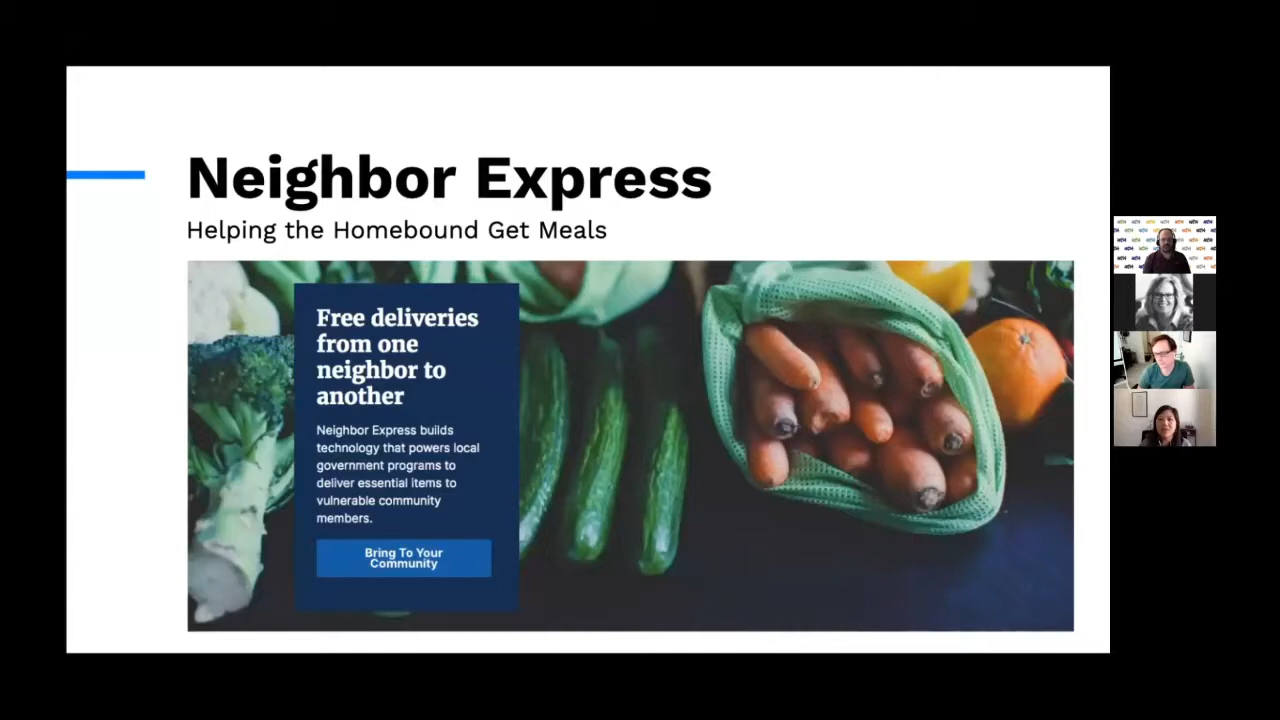 Neighbor Express
Helping the Homebound Get Meals
Free deliveries
from one
neighbor to
another
Neighbor Express builds
technology that powers local
government programs to
deliver essential items to
vulnerable community
members.
Bring To Your
Community